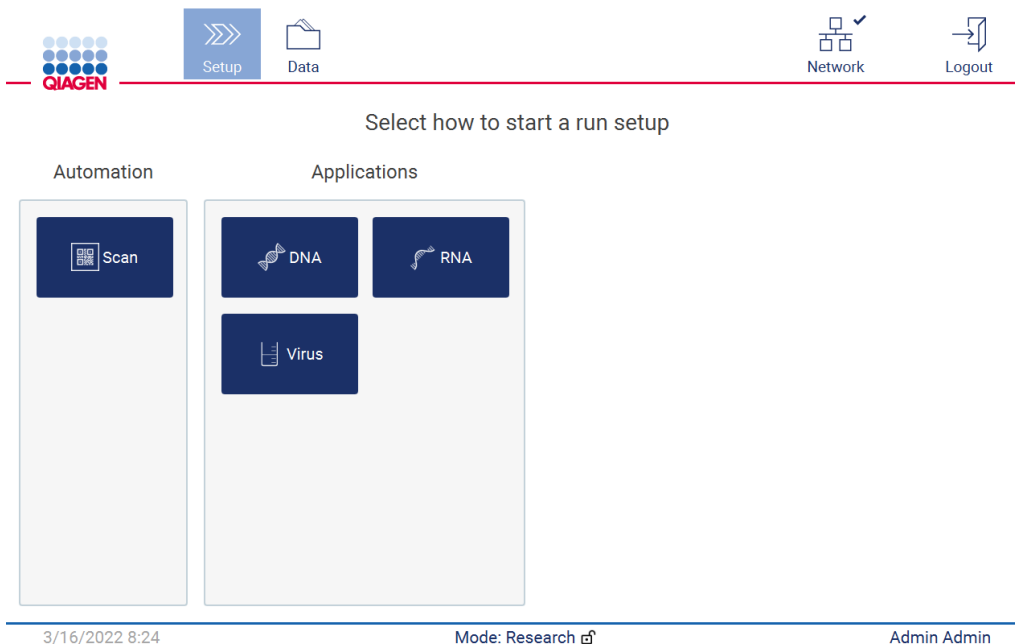 QIAGEN
Setup
Data
Network
Logout
Select how to start a run setup
Automation
Applications
Scan
DNA
RNA
Virus
3/16/2022 8:24
Mode: Research
Admin Admin